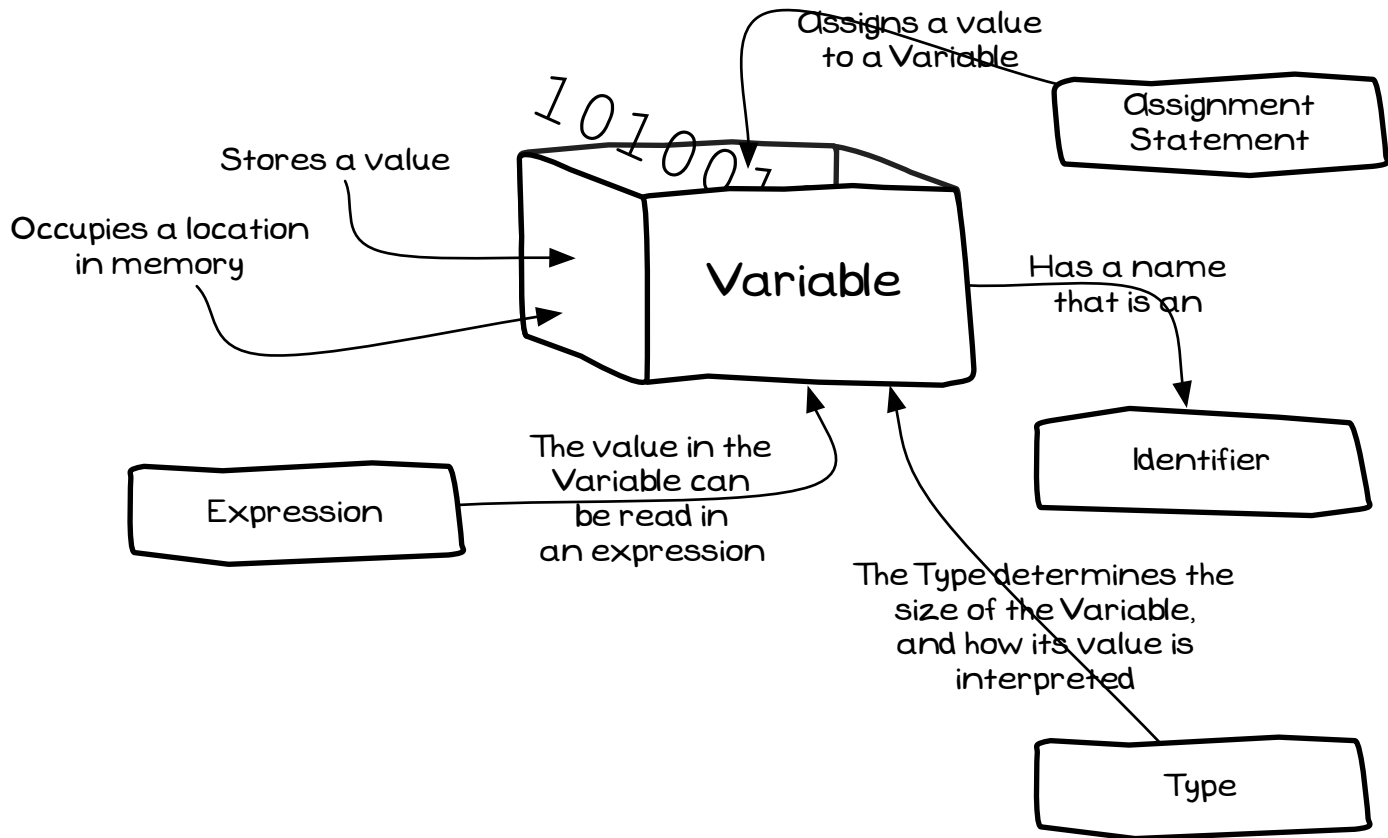 Assigns a value
to a Variable
Assignment
Statement
101001
Stores a value
Occupies a location
in memory
Variable
Has a name
that is an
Identifier
The value in the
Variable can
be read in
an expression
Expression
The Type determines the
size of the Variable,
and how its value is
interpreted
Type